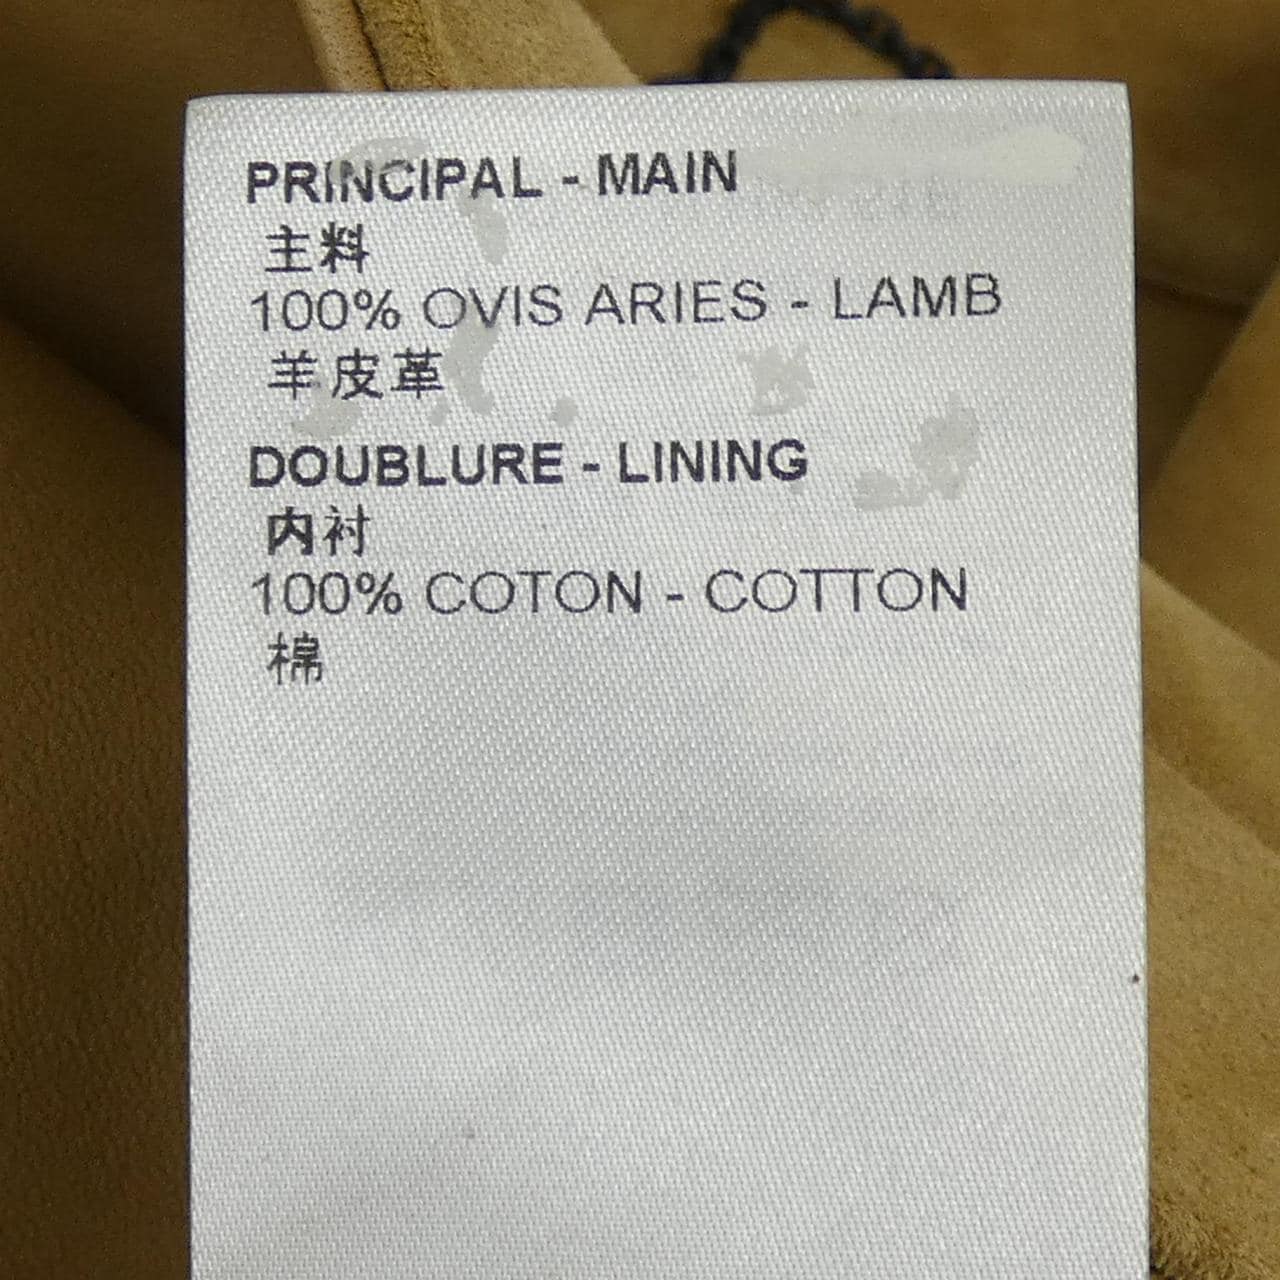 PRINCIPAL - MAIN
主料
100% OVIS ARIES - LAMB
羊皮革
DOUBLURE - LINING
内衬
100% COTON - COTTON
棉